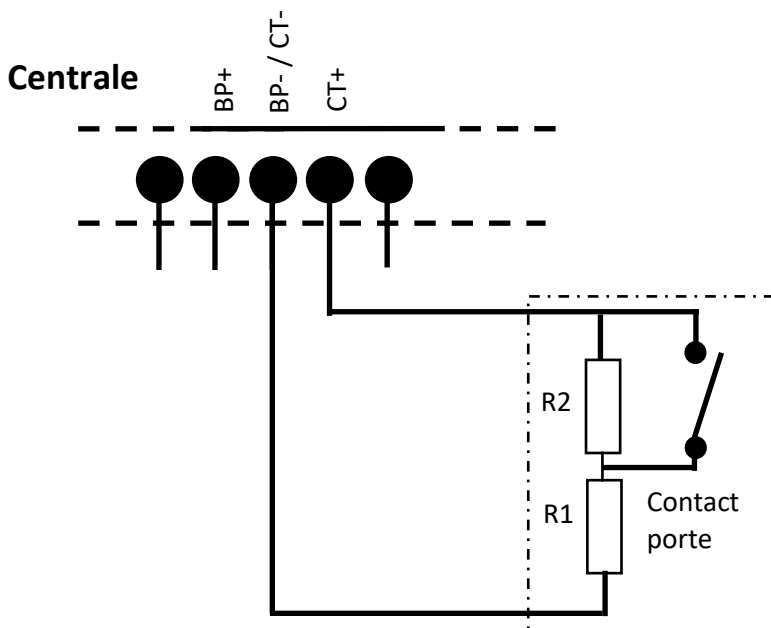 Centrale
BP+
BP- / CT-
CT+
R2
R1
Contact
porte